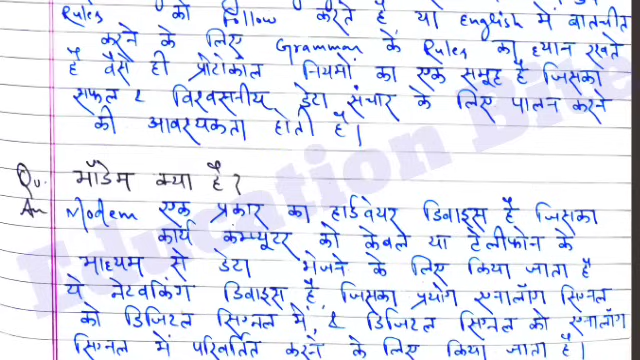 Rules को Follow करते है, या English में बातचीत
करने के लिए Grammar के Rules का ध्यान रखते
है वैसे ही प्रोटोकोल नियमों का एक समूह है जिसका
सफल & विश्वसनीय डेटा संचार के लिए पालन करने
की आवश्यकता होती है।
Qu. मॉडेम क्या है?
An Modem एक प्रकार का हार्डवेयर डिवाइस है जिसका
कार्य कम्प्यूटर को केबल या टेलीफोन के
माध्यम से डेटा भेजने के लिए किया जाता है
ये नेटवर्किंग डिवाइस है, जिसका प्रयोग एनालॉग सिग्नल
को डिजिटल सिग्नल में, & डिजिटल सिग्नल को एनालॉग
सिग्नल में परिवर्तित करने के लिए किया जाता है।
Education Bite